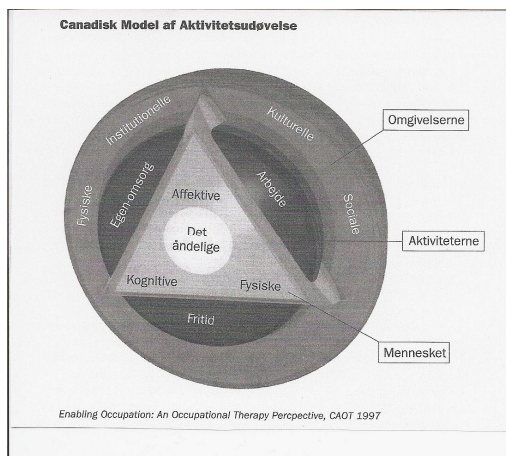 Canadisk Model af Aktivitetsudøvelse
Institutionelle
Kulturelle
Omgivelserne
Fysiske
Egen-omsorg
Affektive
Arbejde
Sociale
Det
åndelige
Aktiviteterne
Kognitive
Fysiske
Fritid
Mennesket
Enabling Occupation: An Occupational Therapy Percpective, CAOT 1997